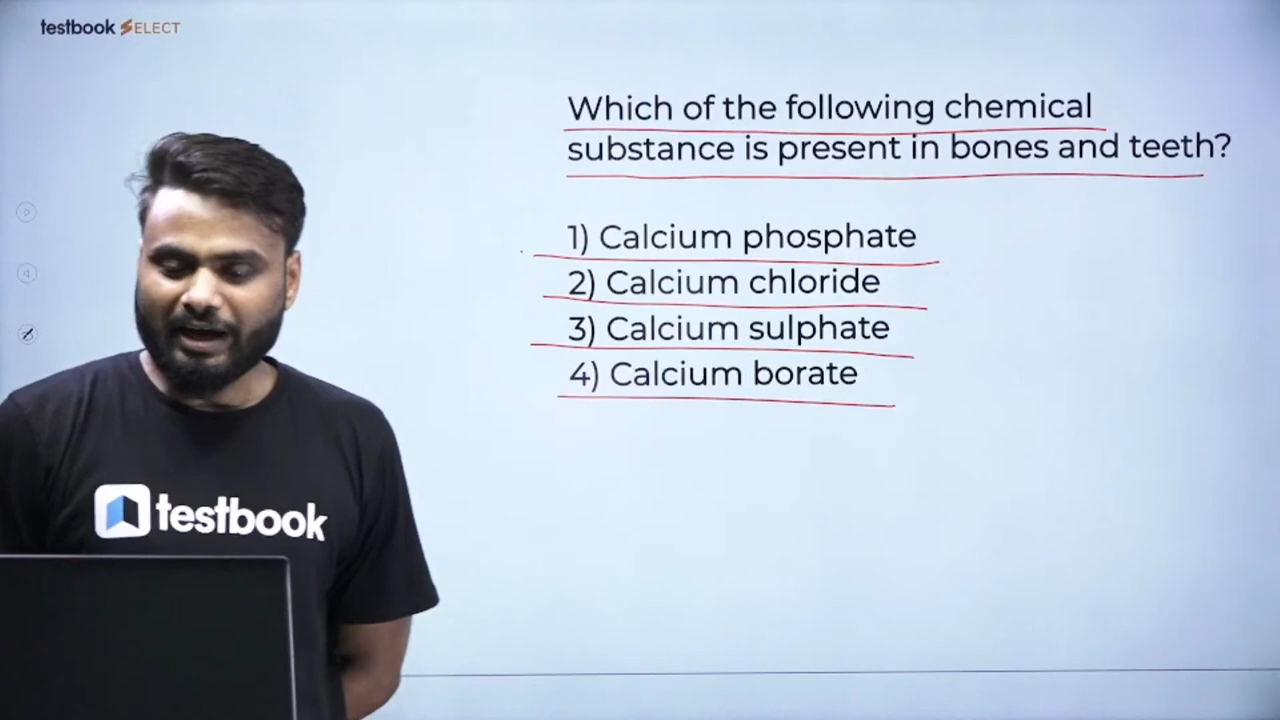 testbook SELECT
Which of the following chemical
substance is present in bones and teeth?
1) Calcium phosphate
2) Calcium chloride
3) Calcium sulphate
4) Calcium borate
testbook